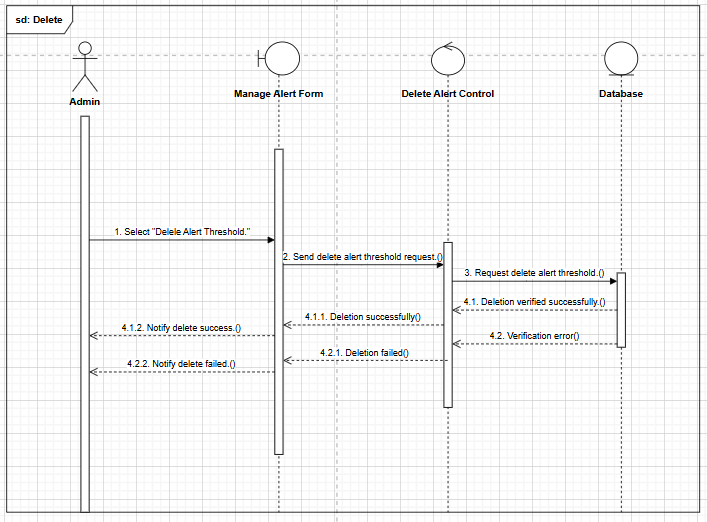 sd: Delete
Admin
Manage Alert Form
Delete Alert Control
Database
1. Select "Delele Alert Threshold."
2. Send delete alert threshold request.()
3. Request delete alert threshold.()
4.1. Deletion verified successfully.()
4.1.1. Deletion successfully()
4.1.2. Notify delete success.()
4.2. Verification error()
4.2.1. Deletion failed()
4.2.2. Notify delete failed.()